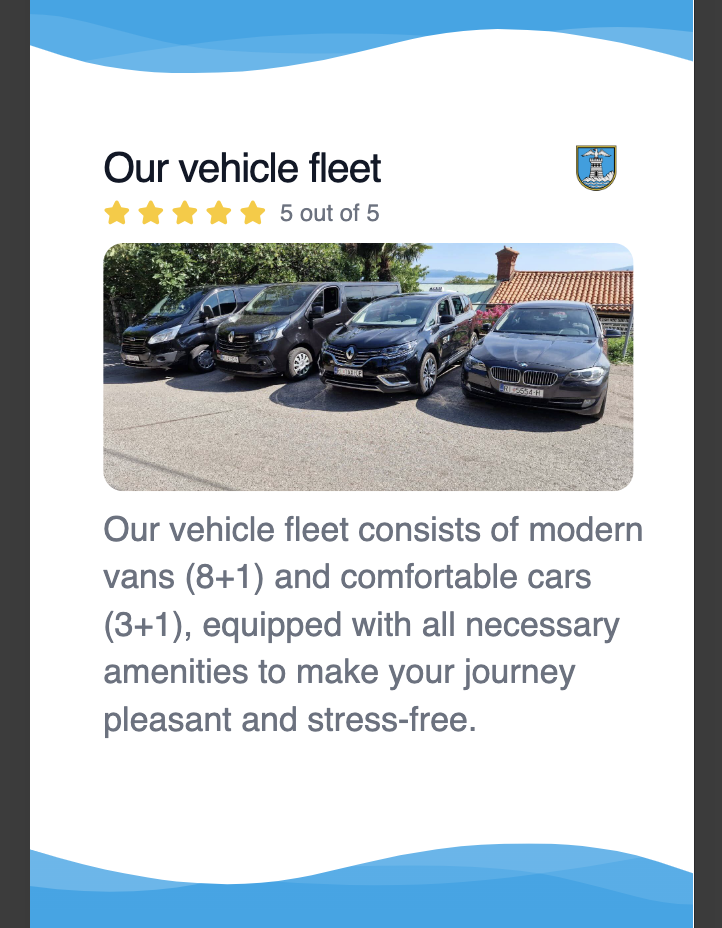 Our vehicle fleet
5 out of 5
Our vehicle fleet consists of modern
vans (8+1) and comfortable cars
(3+1), equipped with all necessary
amenities to make your journey
pleasant and stress-free.